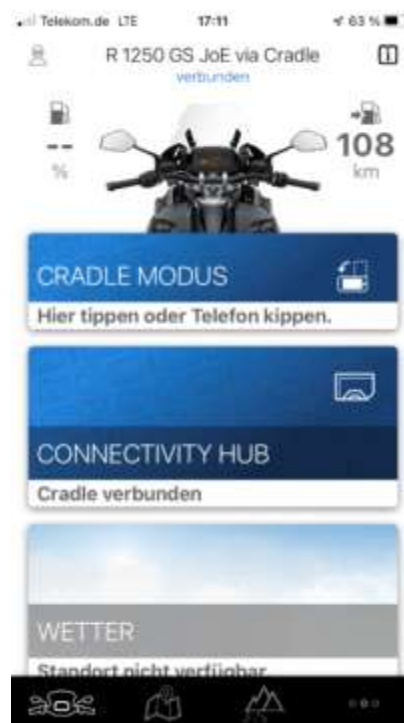 Telekom.de LTE 17:11 63 %
R 1250 GS JoE via Cradle
verbunden
-- 108
% km
CRADLE MODUS
Hier tippen oder Telefon kippen.
CONNECTIVITY HUB
Cradle verbunden
WETTER
Standort nicht verfügbar